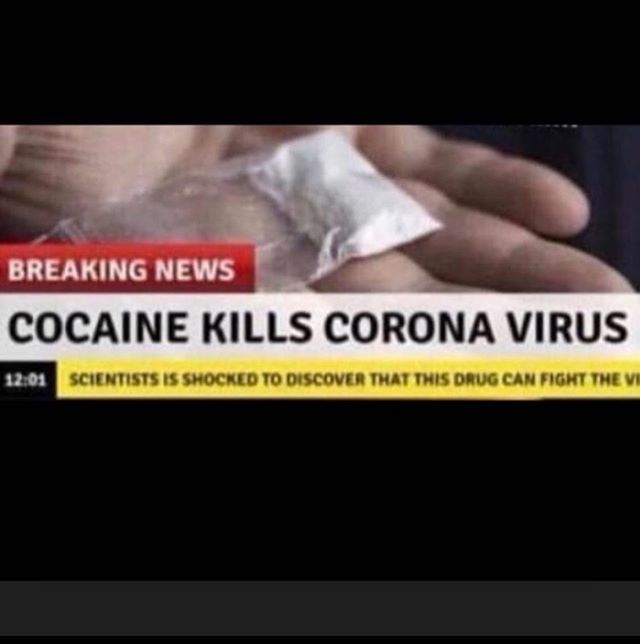 BREAKING NEWS
COCAINE KILLS CORONA VIRUS
12:01 SCIENTISTS IS SHOCKED TO DISCOVER THAT THIS DRUG CAN FIGHT THE